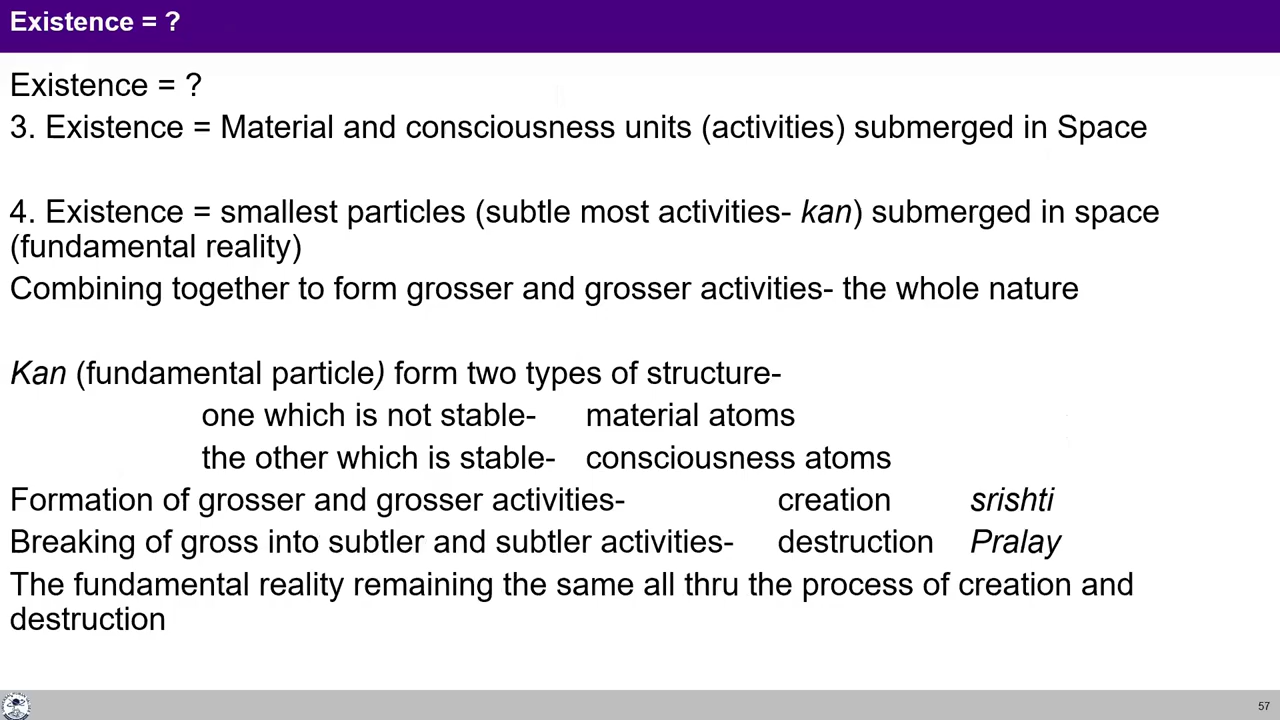 Existence = ?
Existence = ?
3. Existence = Material and consciousness units (activities) submerged in Space
4. Existence = smallest particles (subtle most activities- kan) submerged in space
(fundamental reality)
Combining together to form grosser and grosser activities- the whole nature
Kan (fundamental particle) form two types of structure-
one which is not stable- material atoms
the other which is stable- consciousness atoms
Formation of grosser and grosser activities- creation srishti
Breaking of gross into subtler and subtler activities- destruction Pralay
The fundamental reality remaining the same all thru the process of creation and
destruction
57